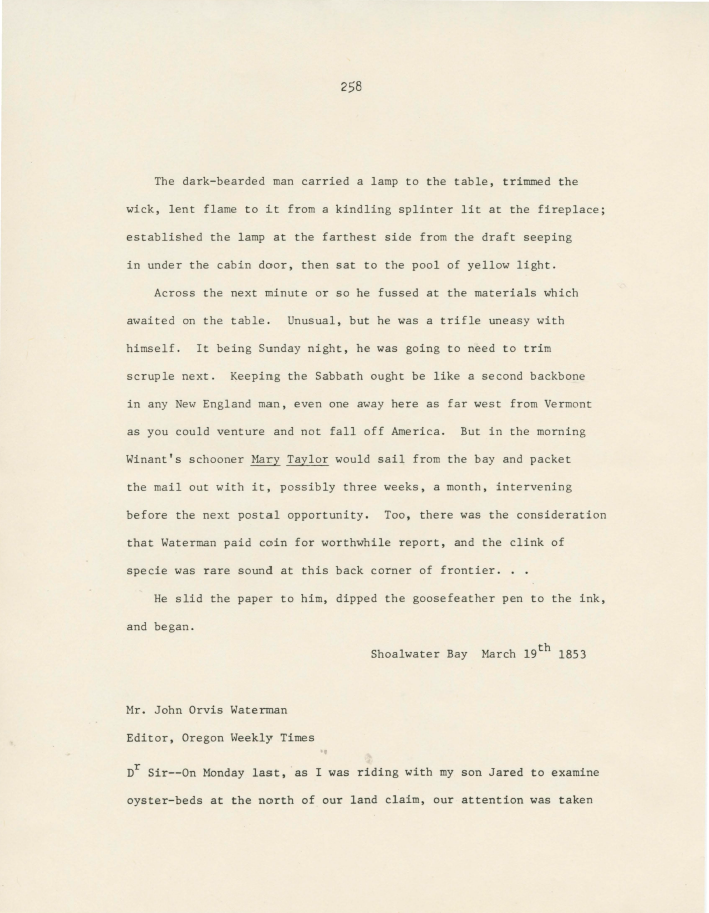 258
The dark-bearded man carried a lamp to the table, trimmed the
wick, lent flame to it from a kindling splinter lit at the fireplace;
established the lamp at the farthest side from the draft seeping
in under the cabin door, then sat to the pool of yellow light.
Across the next minute or so he fussed at the materials which
awaited on the table.  Unusual, but he was a trifle uneasy with
himself.  It being Sunday night, he was going to need to trim
scruple next.  Keeping the Sabbath ought be like a second backbone
in any New England man, even one away here as far west from Vermont
as you could venture and not fall off America.  But in the morning
Winant's schooner Mary Taylor would sail from the bay and packet
the mail out with it, possibly three weeks, a month, intervening
before the next postal opportunity.  Too, there was the consideration
that Waterman paid coin for worthwhile report, and the clink of
specie was rare sound at this back corner of frontier. . .
He slid the paper to him, dipped the goosefeather pen to the ink,
and began.
Shoalwater Bay  March 19th 1853
Mr. John Orvis Waterman
Editor, Oregon Weekly Times
Dr Sir--On Monday last, as I was riding with my son Jared to examine
oyster-beds at the north of our land claim, our attention was taken